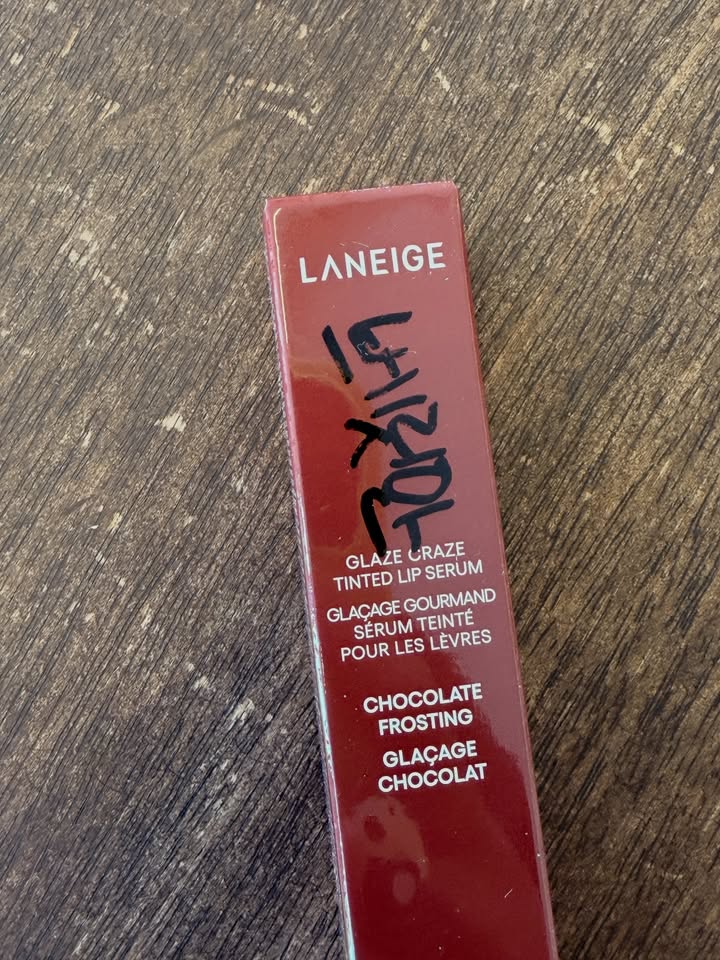 LANEIGE
GLAZE CRAZE
TINTED LIP SERUM
GLAÇAGE GOURMAND
SÉRUM TEINTÉ
POUR LES LÈVRES
CHOCOLATE
FROSTING
GLAÇAGE
CHOCOLAT